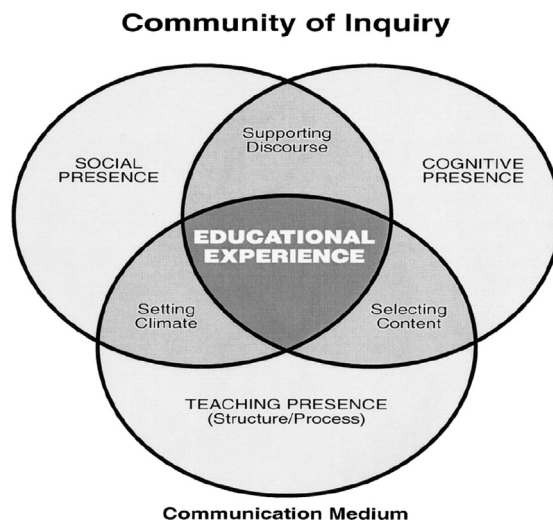 Community of Inquiry
Supporting
Discourse
SOCIAL
PRESENCE
COGNITIVE
PRESENCE
EDUCATIONAL
EXPERIENCE
Setting
Climate
Selecting
Content
TEACHING PRESENCE
(Structure/Process)
Communication Medium